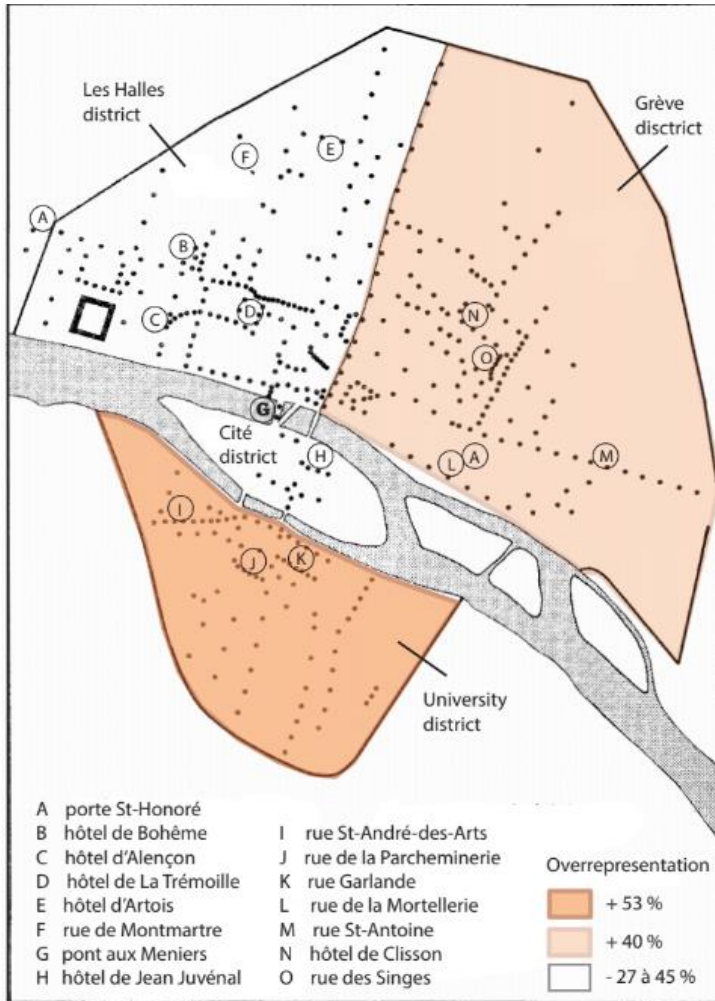 Les Halles
district
Grève
disctrict
F
E
A
B
D
C
N
O
G
Cité
district
H
L
A
M
I
J
K
University
district
A porte St-Honoré
B hôtel de Bohême
C hôtel d'Alençon
D hôtel de La Trémoille
E hôtel d'Artois
F rue de Montmartre
G pont aux Meniers
H hôtel de Jean Juvénal
I rue St-André-des-Arts
J rue de la Parcheminerie
K rue Garlande
L rue de la Mortellerie
M rue St-Antoine
N hôtel de Clisson
O rue des Singes
Overrepresentation
+ 53 %
+ 40 %
- 27 à 45 %